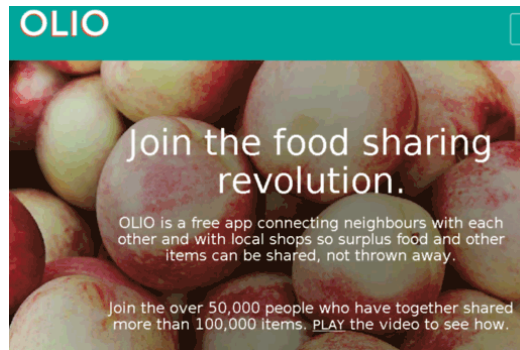 OLIO
Join the food sharing
revolution.
OLIO is a free app connecting neighbours with each
other and with local shops so surplus food and other
items can be shared, not thrown away.
Join the over 50,000 people who have together shared
more than 100,000 items. PLAY the video to see how.